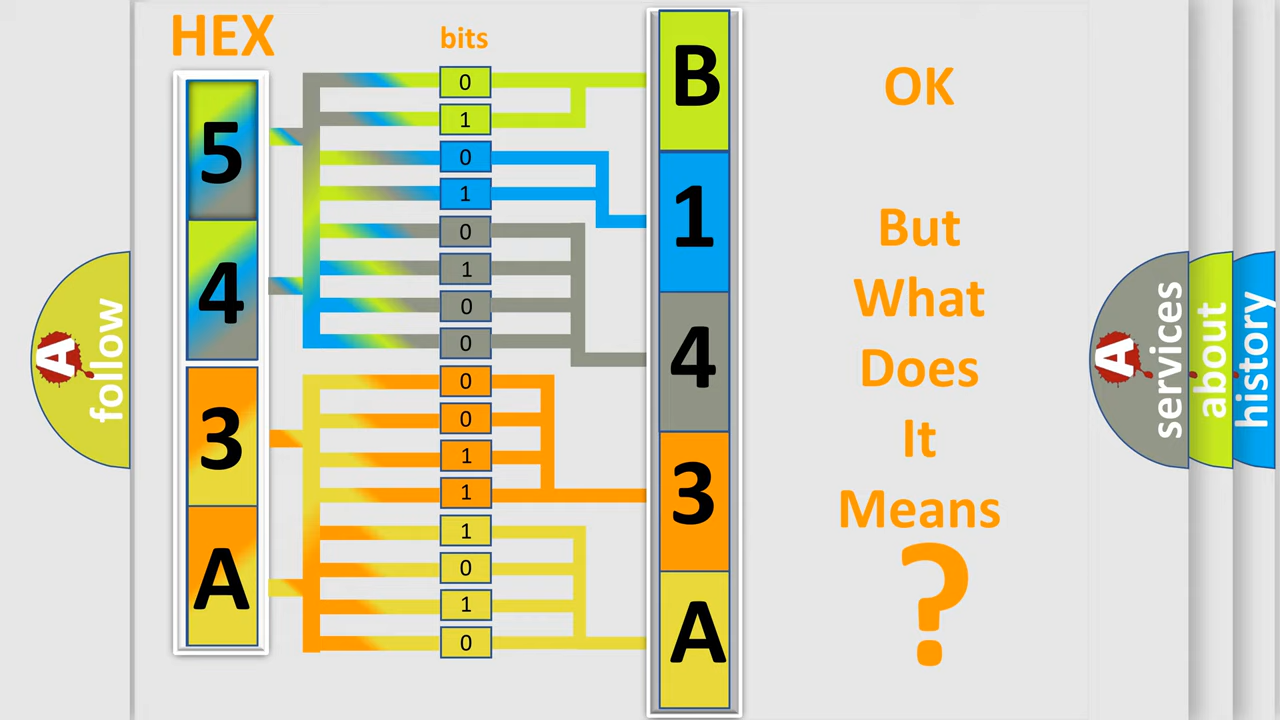 HEX
bits
5
4
3
A
0
1
0
1
0
1
0
0
0
0
1
1
1
0
1
0
B
1
4
3
A
OK
But
What
Does
It
Means
?
A
follow
A
services
about
history